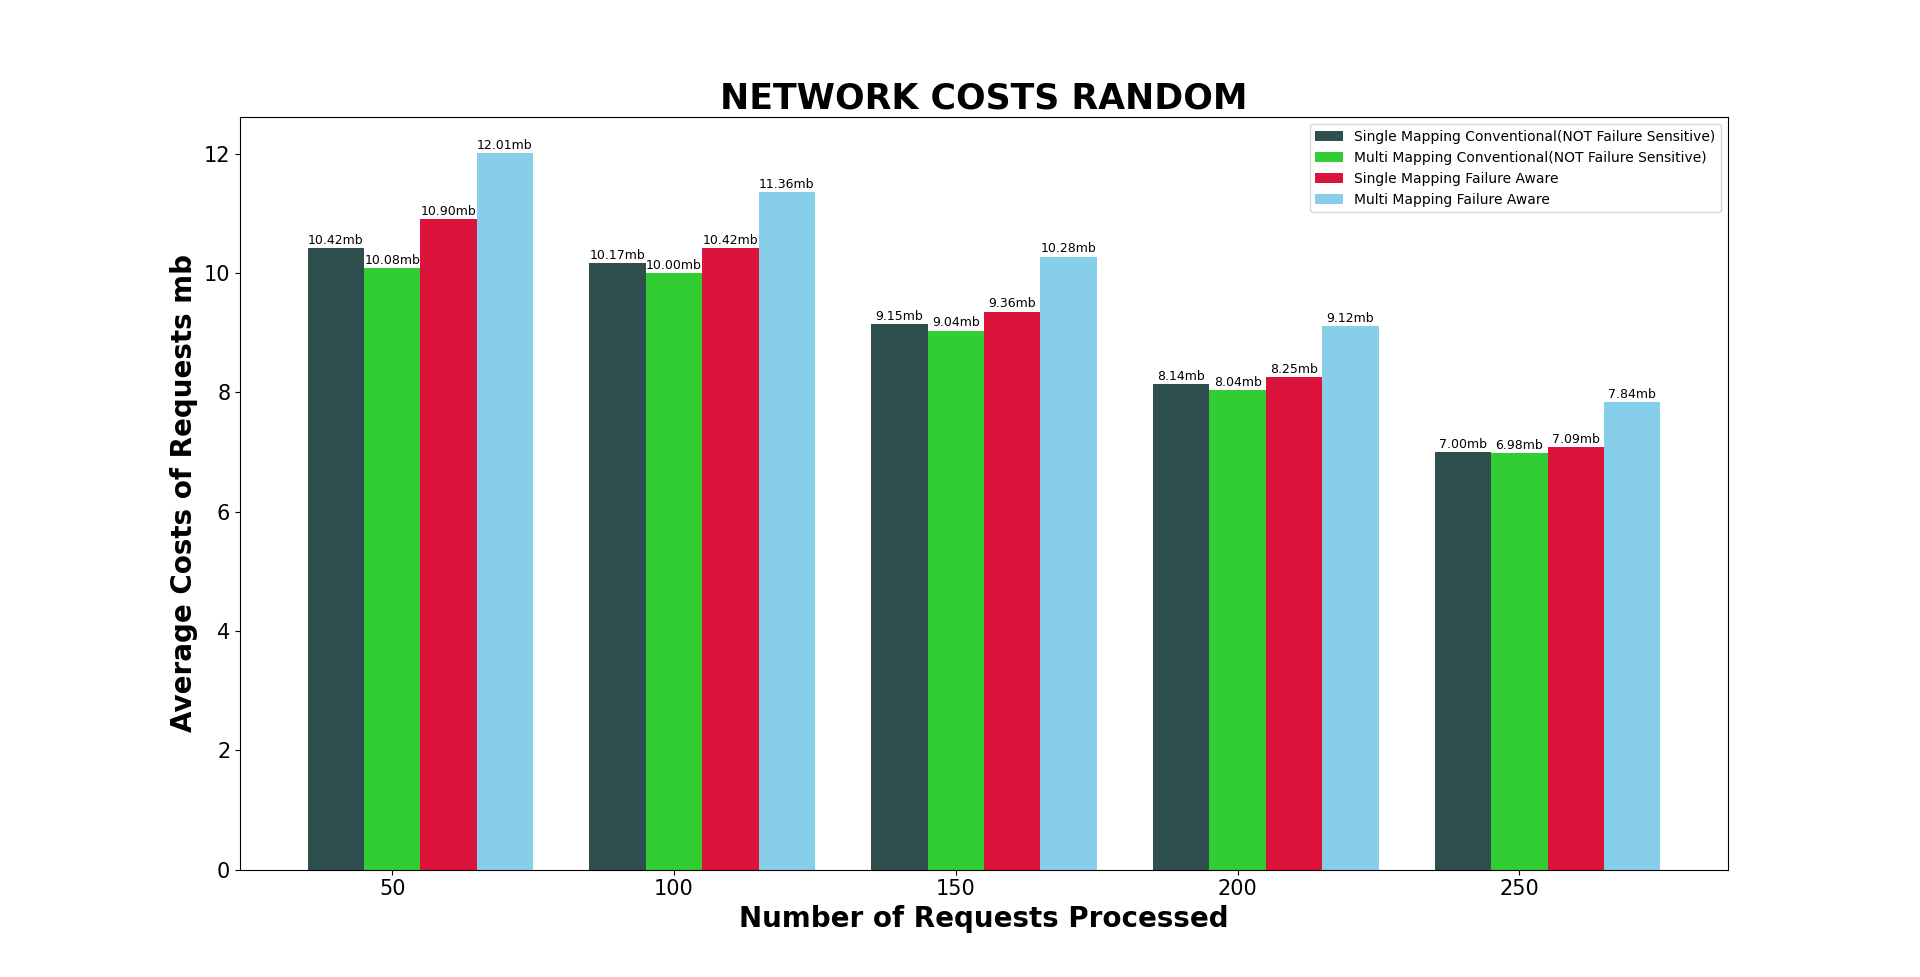 NETWORK COSTS RANDOM
Average Costs of Requests mb
12
10
8
6
4
2
0
Single Mapping Conventional(NOT Failure Sensitive)
Multi Mapping Conventional(NOT Failure Sensitive)
Single Mapping Failure Aware
Multi Mapping Failure Aware
10.42mb
10.08mb
10.90mb
12.01mb
10.17mb
10.00mb
10.42mb
11.36mb
9.15mb
9.04mb
9.36mb
10.28mb
8.14mb
8.04mb
8.25mb
9.12mb
7.00mb
6.98mb
7.09mb
7.84mb
50 100 150 200 250
Number of Requests Processed